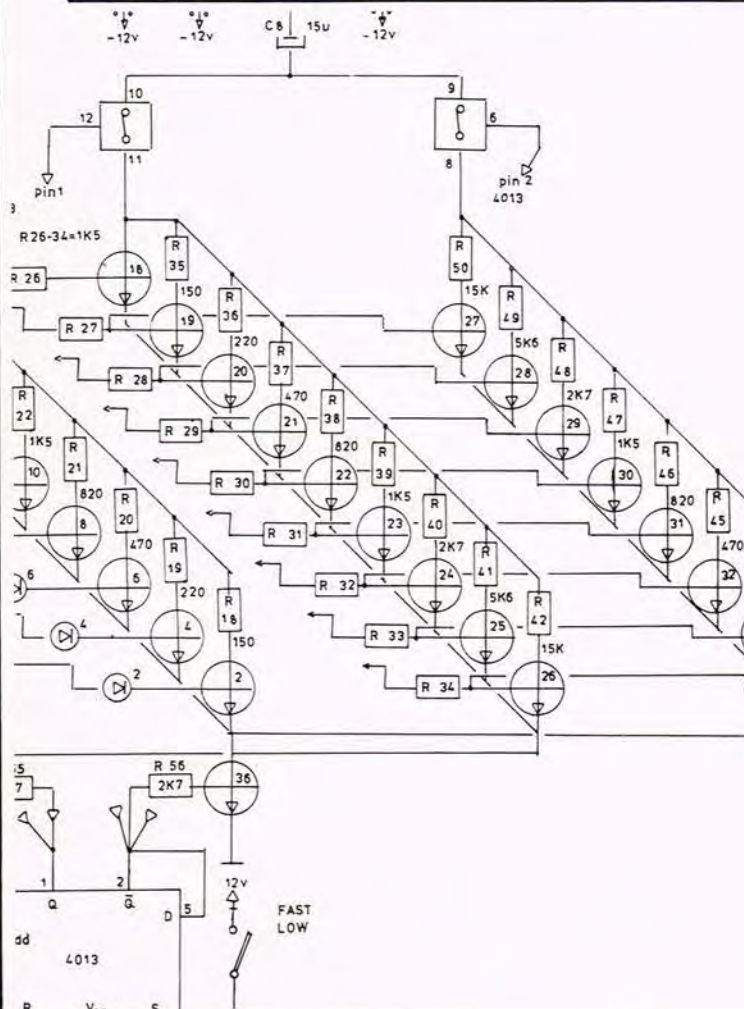 -12v -12v C8 15u -12v
10 9
12 6
11 8
pin1 pin 2
4013
R26-34=1K5
R 26 18 R 35 R 50
150 15K
R 27 19 R 36 27 R 49
220 5K6
R 28 20 R 37 28 R 48
470 2K7
R 22 R 29 21 R 38 29 R 47
1K5 820 1K5
10 R 21 R 30 22 R 39 30 R 46
820 1K5 820
8 R 20 R 31 23 R 40 31 R 45
470 2K7 470
6 6 R 19 R 32 24 R 41 32
220 5K6
4 4 R 18 R 33 25 R 42
150 15K
2 2 R 34 26
R 56
2K7 36
1 2 12v
Q Q̅ D 5
FAST
LOW
dd
4013